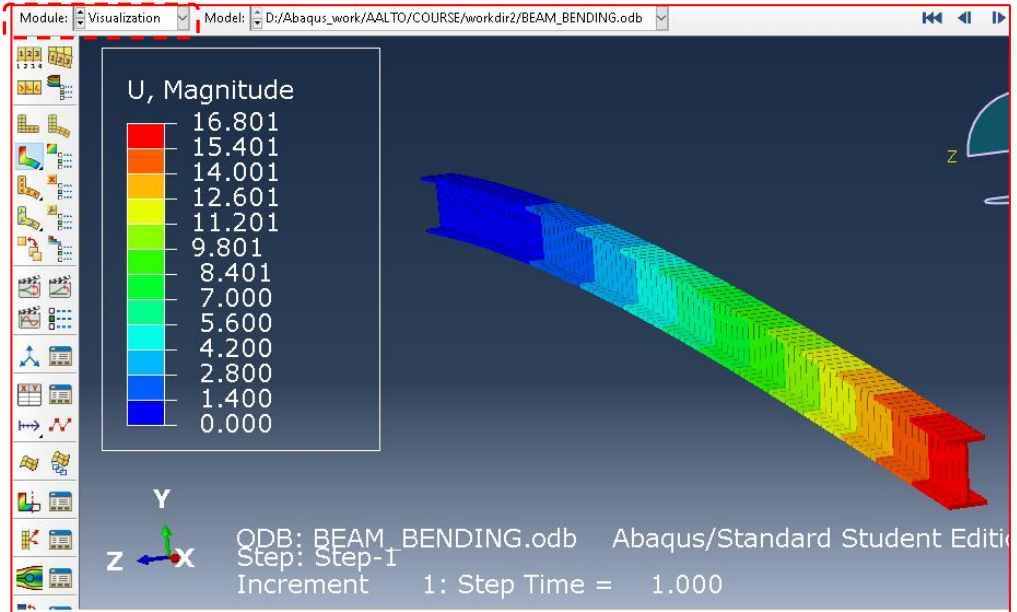 Module: Visualization Model: D:/Abaqus_work/AALTO/COURSE/workdir2/BEAM_BENDING.odb
U, Magnitude
16.801
15.401
14.001
12.601
11.201
9.801
8.401
7.000
5.600
4.200
2.800
1.400
0.000
Z
Y
Z X
ODB: BEAM_BENDING.odb Abaqus/Standard Student Editio
Step: Step-1
Increment 1: Step Time = 1.000